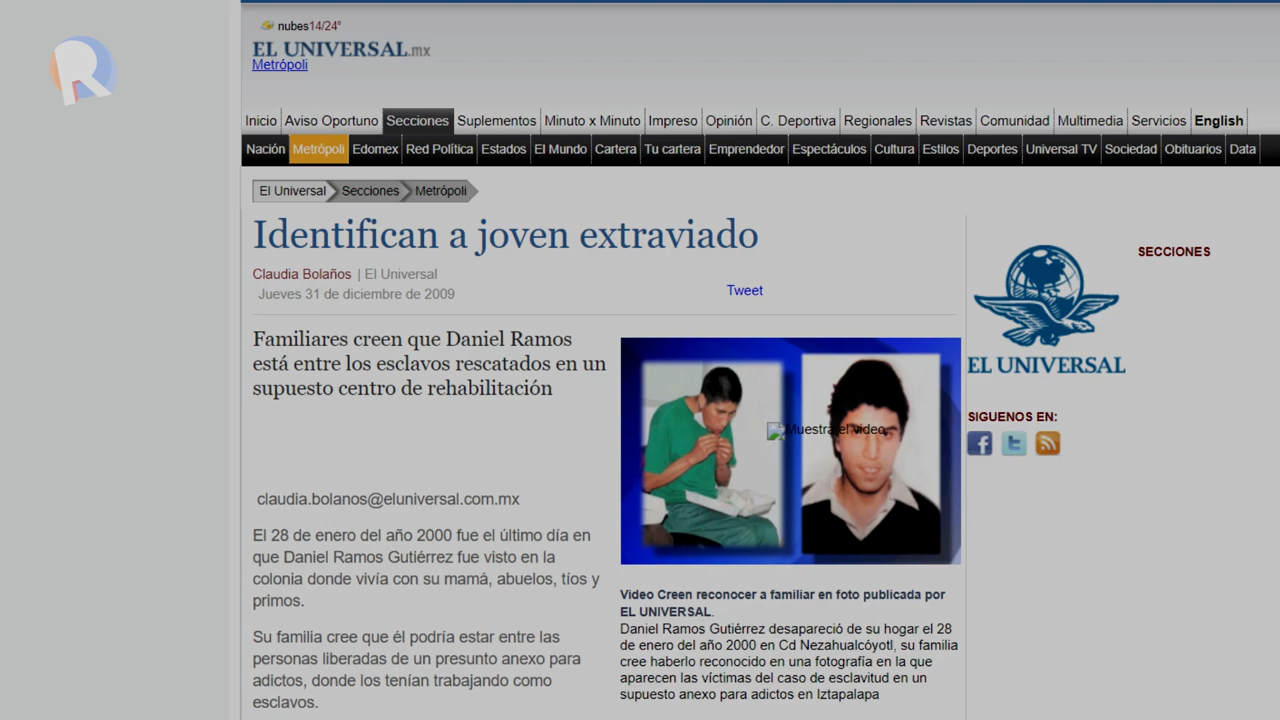 nubes14/24°
EL UNIVERSAL.mx
Metrópoli
Inicio Aviso Oportuno Secciones Suplementos Minuto x Minuto Impreso Opinión C. Deportiva Regionales Revistas Comunidad Multimedia Servicios English
Nación Metrópoli Edomex Red Política Estados El Mundo Cartera Tu cartera Emprendedor Espectáculos Cultura Estilos Deportes Universal TV Sociedad Obituarios Data
El Universal Secciones Metrópoli
Identifican a joven extraviado
Claudia Bolaños | El Universal
Jueves 31 de diciembre de 2009
Tweet
Familiares creen que Daniel Ramos
está entre los esclavos rescatados en un
supuesto centro de rehabilitación
claudia.bolanos@eluniversal.com.mx
El 28 de enero del año 2000 fue el último día en
que Daniel Ramos Gutiérrez fue visto en la
colonia donde vivía con su mamá, abuelos, tíos y
primos.
Su familia cree que él podría estar entre las
personas liberadas de un presunto anexo para
adictos, donde los tenían trabajando como
esclavos.
Muestra el video
Video Creen reconocer a familiar en foto publicada por
EL UNIVERSAL.
Daniel Ramos Gutiérrez desapareció de su hogar el 28
de enero del año 2000 en Cd Nezahualcóyotl, su familia
cree haberlo reconocido en una fotografía en la que
aparecen las víctimas del caso de esclavitud en un
supuesto anexo para adictos en Iztapalapa
EL UNIVERSAL
SIGUENOS EN:
SECCIONES
R